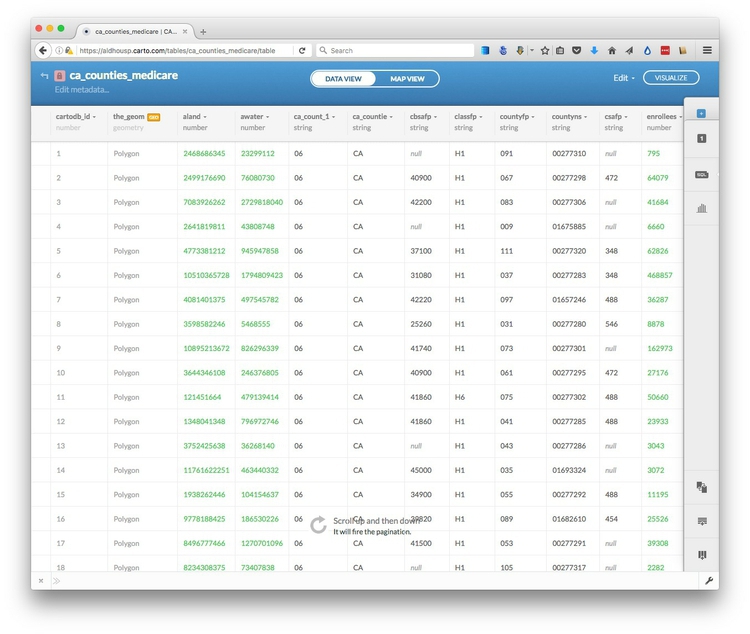 ca_counties_medicare | CA...
https://aldhousp.carto.com/tables/ca_counties_medicare/table Search
ca_counties_medicare
Edit metadata...
DATA VIEW MAP VIEW
Edit VISUALIZE
cartodb_id the_geom GEO aland awater ca_count_1 ca_countie cbsafp classfp countyfp countyns csafp enrollees
number geometry number number string string string string string string string number
1 Polygon 2468686345 23299112 06 CA null H1 091 00277310 null 795
2 Polygon 2499176690 76080730 06 CA 40900 H1 067 00277298 472 64079
3 Polygon 7083926262 2729818040 06 CA 42200 H1 083 00277306 null 41684
4 Polygon 2641819811 43808748 06 CA null H1 009 01675885 null 6660
5 Polygon 4773381212 945947858 06 CA 37100 H1 111 00277320 348 62826
6 Polygon 10510365728 1794809423 06 CA 31080 H1 037 00277283 348 468857
7 Polygon 4081401375 497545782 06 CA 42220 H1 097 01657246 488 36287
8 Polygon 3598582246 5468555 06 CA 25260 H1 031 00277280 546 8878
9 Polygon 10895213672 826296339 06 CA 41740 H1 073 00277301 null 162973
10 Polygon 3644346108 246376805 06 CA 40900 H1 061 00277295 472 27176
11 Polygon 121451664 479139414 06 CA 41860 H6 075 00277302 488 50660
12 Polygon 1348041348 796972746 06 CA 41860 H1 041 00277285 488 23933
13 Polygon 3752425638 36268140 06 CA null H1 043 00277286 null 3043
14 Polygon 11761622251 463440332 06 CA 45000 H1 035 01693324 null 3072
15 Polygon 1938262446 104154637 06 CA 34900 H1 055 00277292 488 11195
16 Polygon 9778188425 186530226 06 CA 39820 H1 089 01682610 454 25526
Scroll up and then down
It will fire the pagination.
17 Polygon 8496777466 1270701096 06 CA 41500 H1 053 00277291 null 39308
18 Polygon 8234308375 73407838 06 CA null H1 105 00277317 null 2282
1
SQL